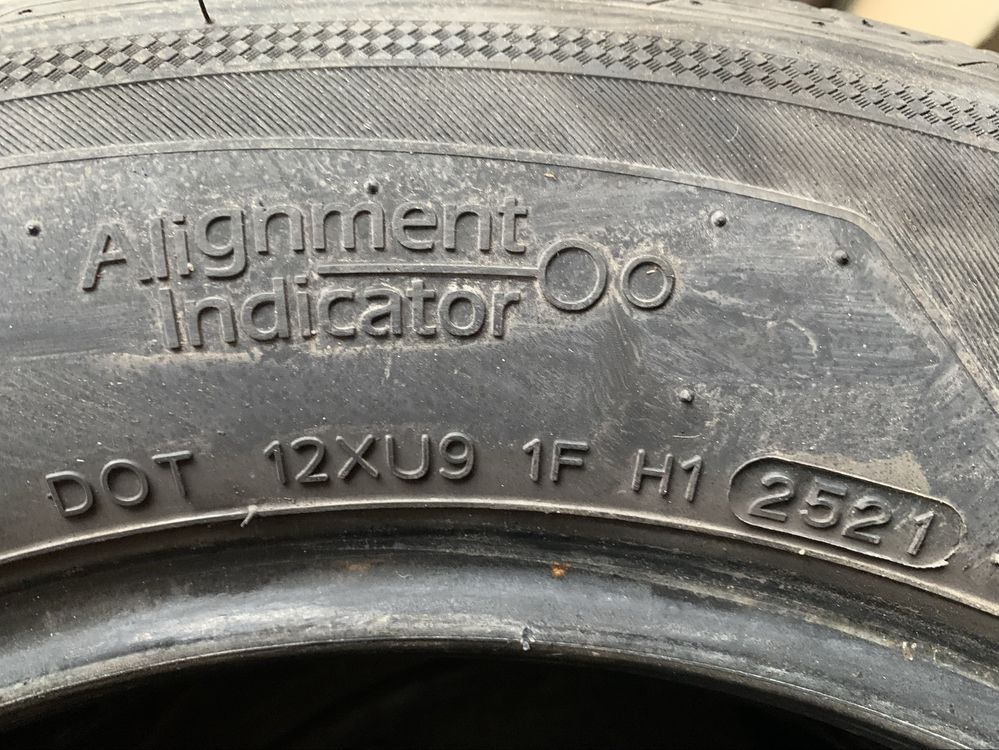 Alignment
Indicator
DOT 12XU9 1F H1 2521